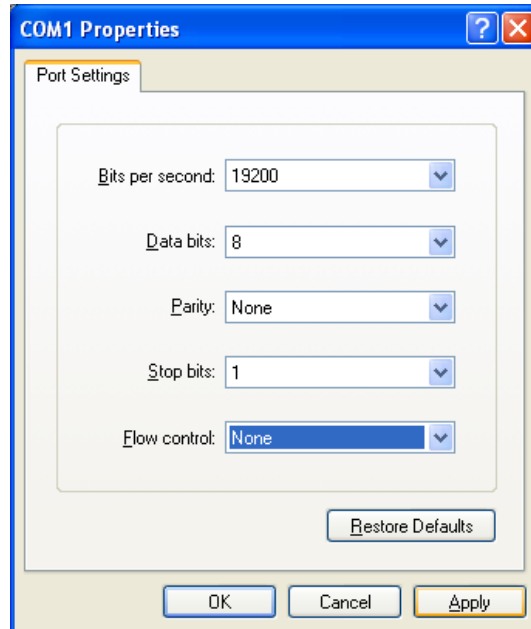 COM1 Properties
Port Settings
Bits per second: 19200
Data bits: 8
Parity: None
Stop bits: 1
Flow control: None
Restore Defaults
OK Cancel Apply